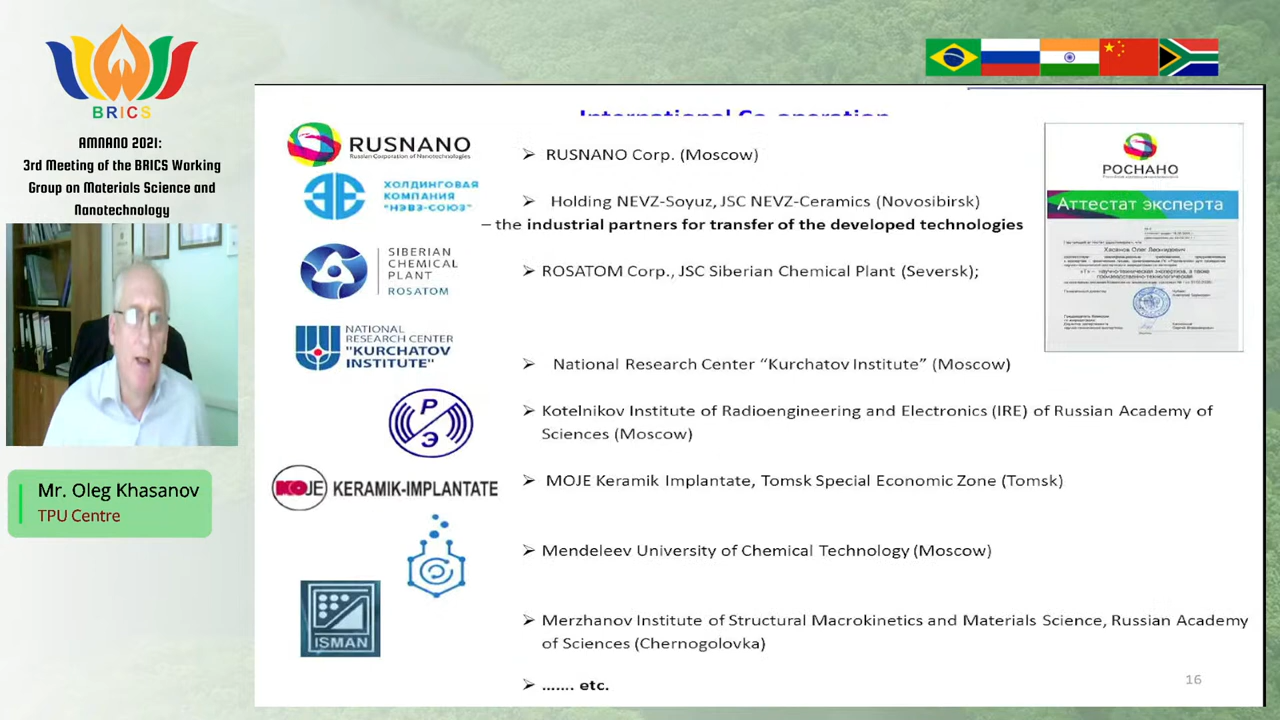 BRICS
AMNANO 2021:
3rd Meeting of the BRICS Working
Group on Materials Science and
Nanotechnology
Mr. Oleg Khasanov
TPU Centre
International Co-operation
RUSNANO
Russian Corporation of Nanotechnologies
ХОЛДИНГОВАЯ
КОМПАНИЯ
"НЭВЗ-СОЮЗ"
SIBERIAN
CHEMICAL
PLANT
ROSATOM
NATIONAL
RESEARCH CENTER
"KURCHATOV
INSTITUTE"
Р
Э
MOJE KERAMIK-IMPLANTATE
ISMAN
➢ RUSNANO Corp. (Moscow)
➢ Holding NEVZ-Soyuz, JSC NEVZ-Ceramics (Novosibirsk)
– the industrial partners for transfer of the developed technologies
➢ ROSATOM Corp., JSC Siberian Chemical Plant (Seversk);
➢ National Research Center “Kurchatov Institute” (Moscow)
➢ Kotelnikov Institute of Radioengineering and Electronics (IRE) of Russian Academy of
Sciences (Moscow)
➢ MOJE Keramik Implantate, Tomsk Special Economic Zone (Tomsk)
➢ Mendeleev University of Chemical Technology (Moscow)
➢ Merzhanov Institute of Structural Macrokinetics and Materials Science, Russian Academy
of Sciences (Chernogolovka)
➢ ....... etc.
РОСНАНО
Аттестат эксперта
Хасанов Олег Леонидович
16